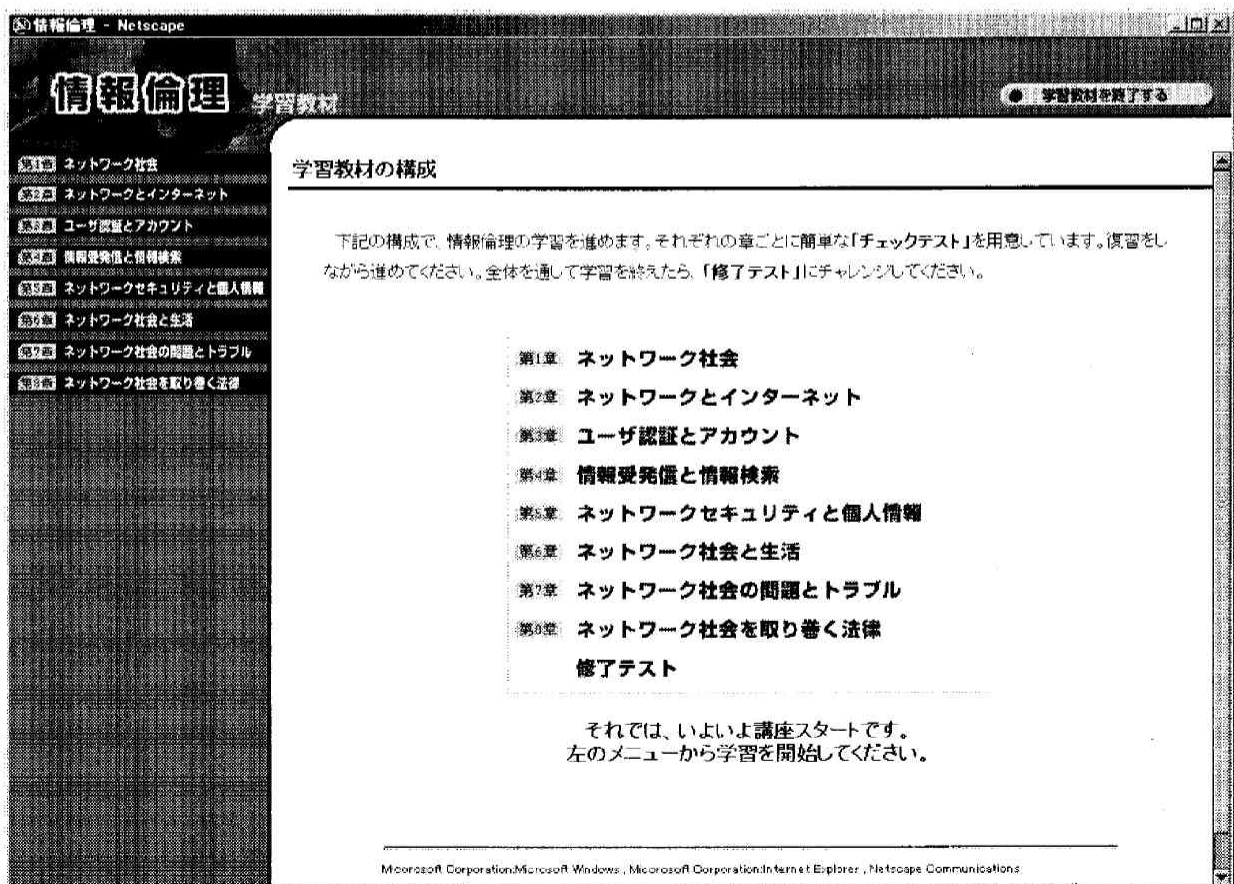 情報倫理 - Netscape
情報倫理 学習教材
学習教材を終了する
第1章 ネットワーク社会
第2章 ネットワークとインターネット
第3章 ユーザ認証とアカウント
第4章 情報受発信と情報検索
第5章 ネットワークセキュリティと個人情報
第6章 ネットワーク社会と生活
第7章 ネットワーク社会の問題とトラブル
第8章 ネットワーク社会を取り巻く法律
学習教材の構成
下記の構成で、情報倫理の学習を進めます。それぞれの章ごとに簡単な「チェックテスト」を用意しています。復習をし
ながら進めてください。全体を通して学習を終えたら、「修了テスト」にチャレンジしてください。
第1章 ネットワーク社会
第2章 ネットワークとインターネット
第3章 ユーザ認証とアカウント
第4章 情報受発信と情報検索
第5章 ネットワークセキュリティと個人情報
第6章 ネットワーク社会と生活
第7章 ネットワーク社会の問題とトラブル
第8章 ネットワーク社会を取り巻く法律
修了テスト
それでは、いよいよ講座スタートです。
左のメニューから学習を開始してください。
Micorosoft Corporation:Microsoft Windows , Micorosoft Corporation:Internet Explorer , Netscape Communications